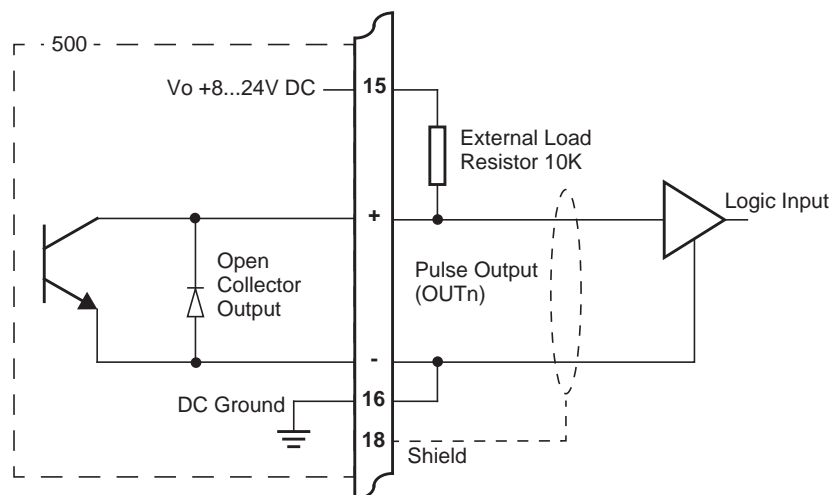 500
Vo +8...24V DC
15
External Load
Resistor 10K
+
Logic Input
Open
Collector
Output
Pulse Output
(OUTn)
-
DC Ground
16
18
Shield